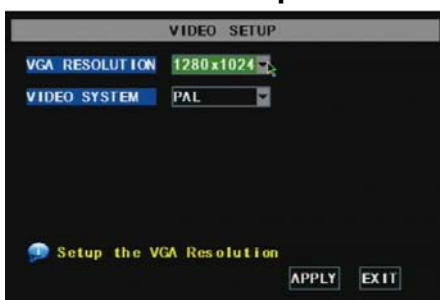 VIDEO SETUP
VGA RESOLUTION 1280x1024
VIDEO SYSTEM PAL
Setup the VGA Resolution
APPLY EXIT